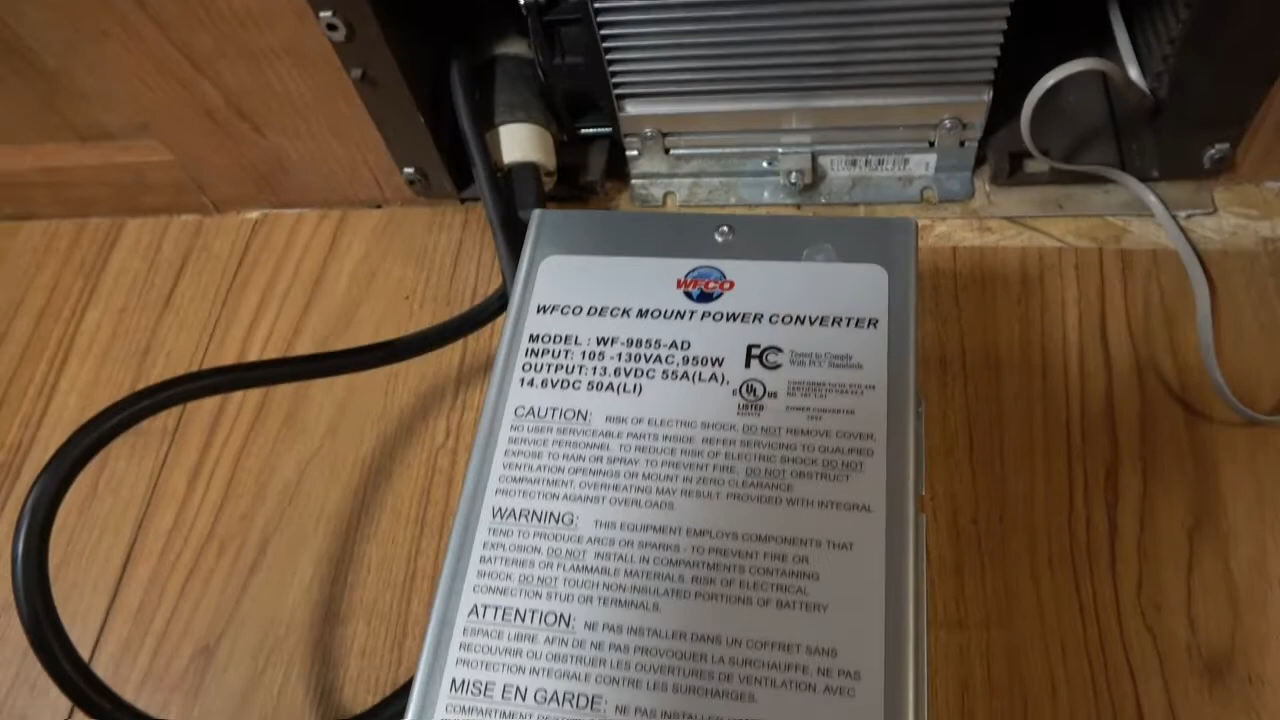 WFCO
WFCO DECK MOUNT POWER CONVERTER
MODEL : WF-9855-AD
INPUT: 105 -130VAC,950W
OUTPUT:13.6VDC 55A(LA),
14.6VDC 50A(LI)
FC
Tested to Comply
With FCC Standards
C UL US
LISTED
POWER CONVERTER
CAUTION: RISK OF ELECTRIC SHOCK, DO NOT REMOVE COVER,
NO USER SERVICEABLE PARTS INSIDE. REFER SERVICING TO QUALIFIED
SERVICE PERSONNEL. TO REDUCE RISK OF ELECTRIC SHOCK DO NOT
EXPOSE TO RAIN OR SPRAY. TO PREVENT FIRE, DO NOT OBSTRUCT
VENTILATION OPENINGS OR MOUNT IN ZERO CLEARANCE
COMPARTMENT, OVERHEATING MAY RESULT. PROVIDED WITH INTEGRAL
PROTECTION AGAINST OVERLOADS.
WARNING: THIS EQUIPMENT EMPLOYS COMPONENTS THAT
TEND TO PRODUCE ARCS OR SPARKS - TO PREVENT FIRE OR
EXPLOSION, DO NOT INSTALL IN COMPARTMENTS CONTAINING
BATTERIES OR FLAMMABLE MATERIALS. RISK OF ELECTRICAL
SHOCK, DO NOT TOUCH NON-INSULATED PORTIONS OF BATTERY
CONNECTION STUD OR TERMINALS.
ATTENTION: NE PAS INSTALLER DANS UN COFFRET SANS
ESPACE LIBRE, AFIN DE NE PAS PROVOQUER LA SURCHAUFFE, NE PAS
RECOUVRIR OU OBSTRUER LES OUVERTURES DE VENTILATION. AVEC
PROTECTION INTEGRALE CONTRE LES SURCHARGES.
MISE EN GARDE: NE PAS INSTALLER